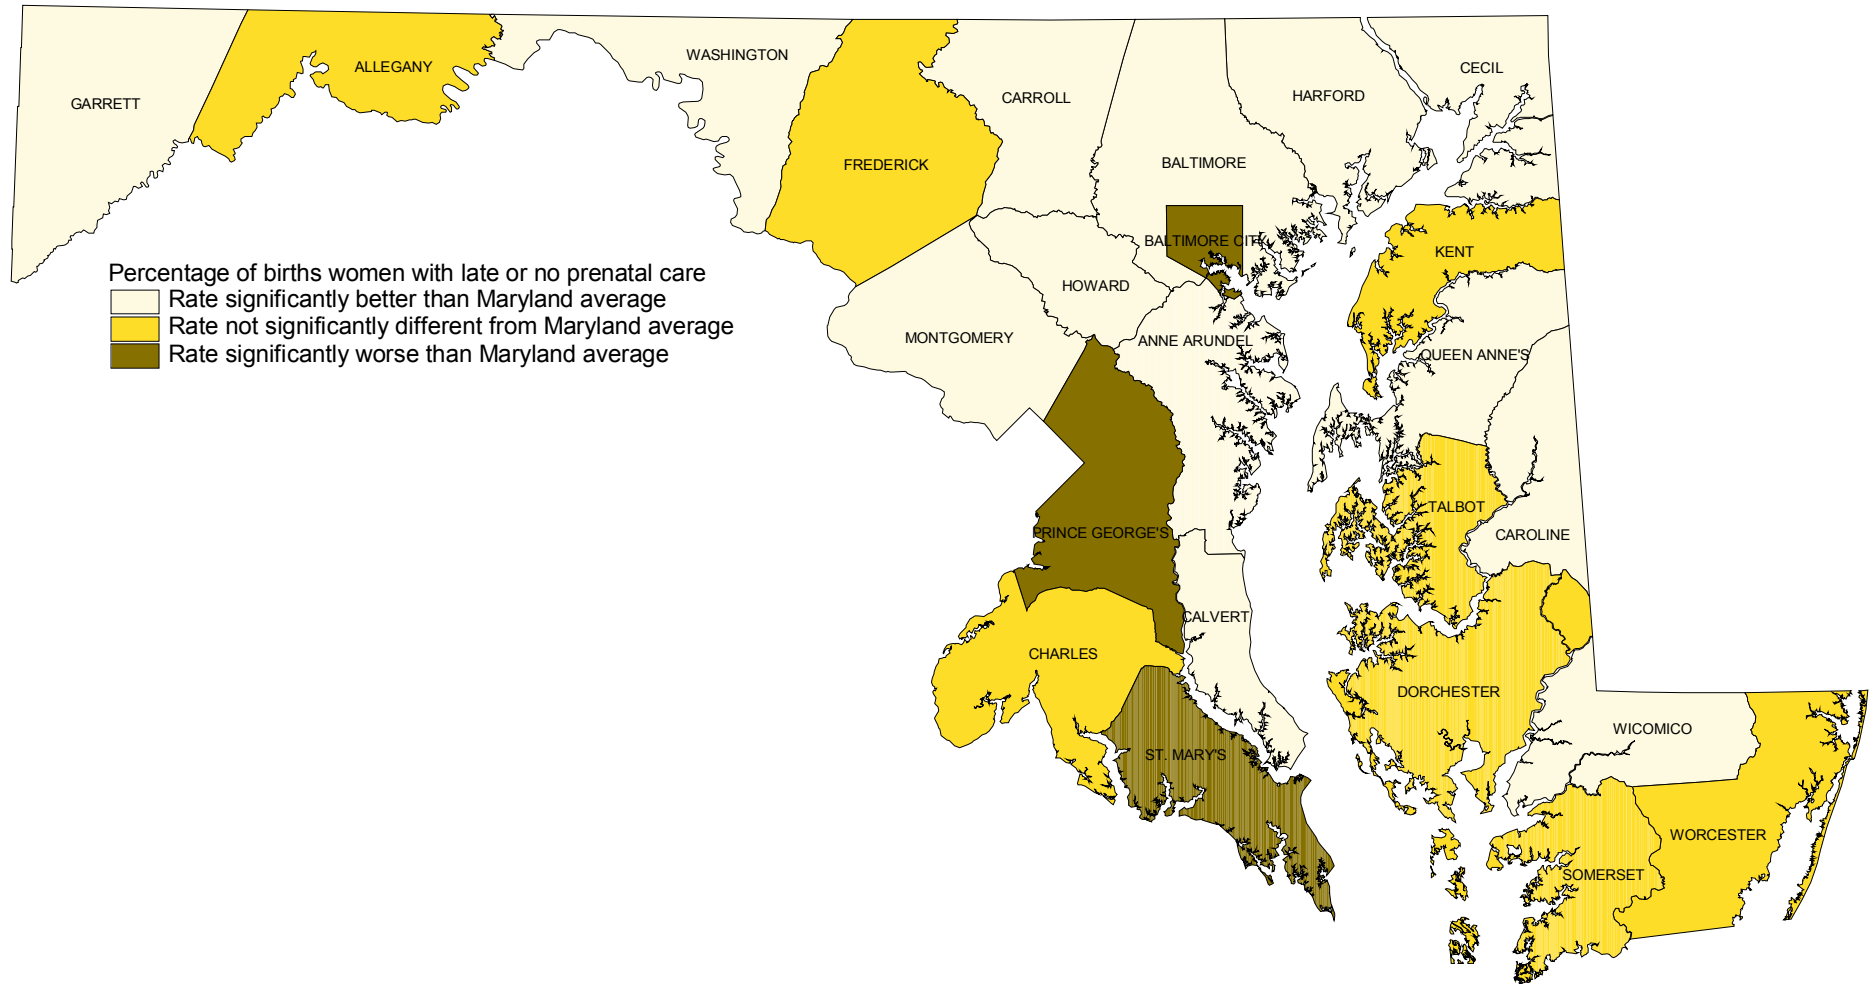 ALLEGANY
WASHINGTON
CECIL
GARRETT
CARROLL
HARFORD
FREDERICK
BALTIMORE
BALTIMORE CITY
KENT
Percentage of births women with late or no prenatal care
Rate significantly better than Maryland average
Rate not significantly different from Maryland average
Rate significantly worse than Maryland average
HOWARD
MONTGOMERY
ANNE ARUNDEL
QUEEN ANNE'S
TALBOT
PRINCE GEORGE'S
CAROLINE
CALVERT
CHARLES
DORCHESTER
WICOMICO
ST. MARY'S
WORCESTER
SOMERSET